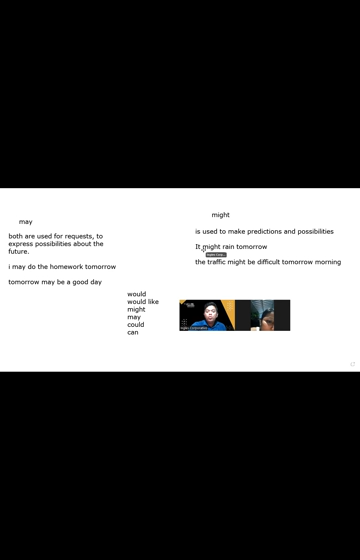 may
both are used for requests, to
express possibilities about the
future.
i may do the homework tomorrow
tomorrow may be a good day
might
is used to make predictions and possibilities
It might rain tomorrow
the traffic might be difficult tomorrow morning
would
would like
might
may
could
can